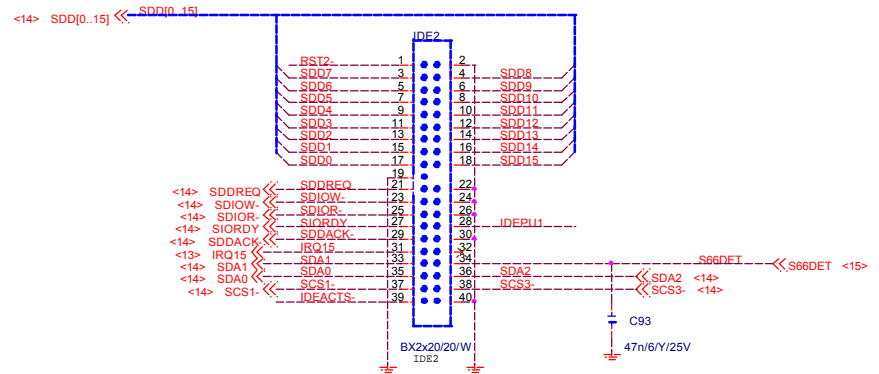 <14> SDD[0..15] SDD[0..15]
IDE2
RST2- 1 2
SDD7 3 4 SDD8
SDD6 5 6 SDD9
SDD5 7 8 SDD10
SDD4 9 10 SDD11
SDD3 11 12 SDD12
SDD2 13 14 SDD13
SDD1 15 16 SDD14
SDD0 17 18 SDD15
19
<14> SDDREQ SDDREQ 21 22
<14> SDIOW- SDIOW- 23 24
<14> SDIOR- SDIOR- 25 26
<14> SIORDY SIORDY 27 28 IDEPU1
<14> SDDACK- SDDACK- 29 30
<13> IRQ15 IRQ15 31 32
<14> SDA1 SDA1 33 34 S66DET S66DET <15>
<14> SDA0 SDA0 35 36 SDA2 SDA2 <14>
<14> SCS1- SCS1- 37 38 SCS3- SCS3- <14>
IDEACTS- 39 40
C93
BX2x20/20/W 47n/6/Y/25V
IDE2